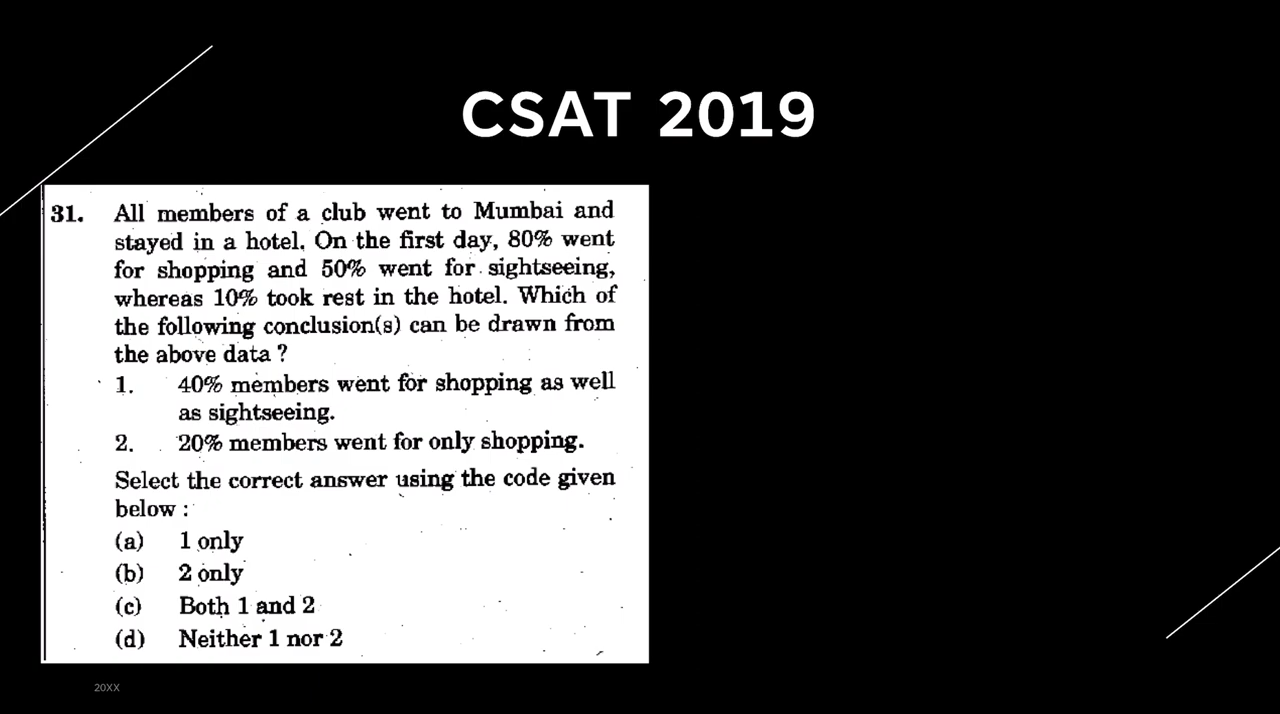 CSAT 2019
31. All members of a club went to Mumbai and
stayed in a hotel. On the first day, 80% went
for shopping and 50% went for sightseeing,
whereas 10% took rest in the hotel. Which of
the following conclusion(s) can be drawn from
the above data ?
1. 40% members went for shopping as well
as sightseeing.
2. 20% members went for only shopping.
Select the correct answer using the code given
below :
(a) 1 only
(b) 2 only
(c) Both 1 and 2
(d) Neither 1 nor 2
20XX